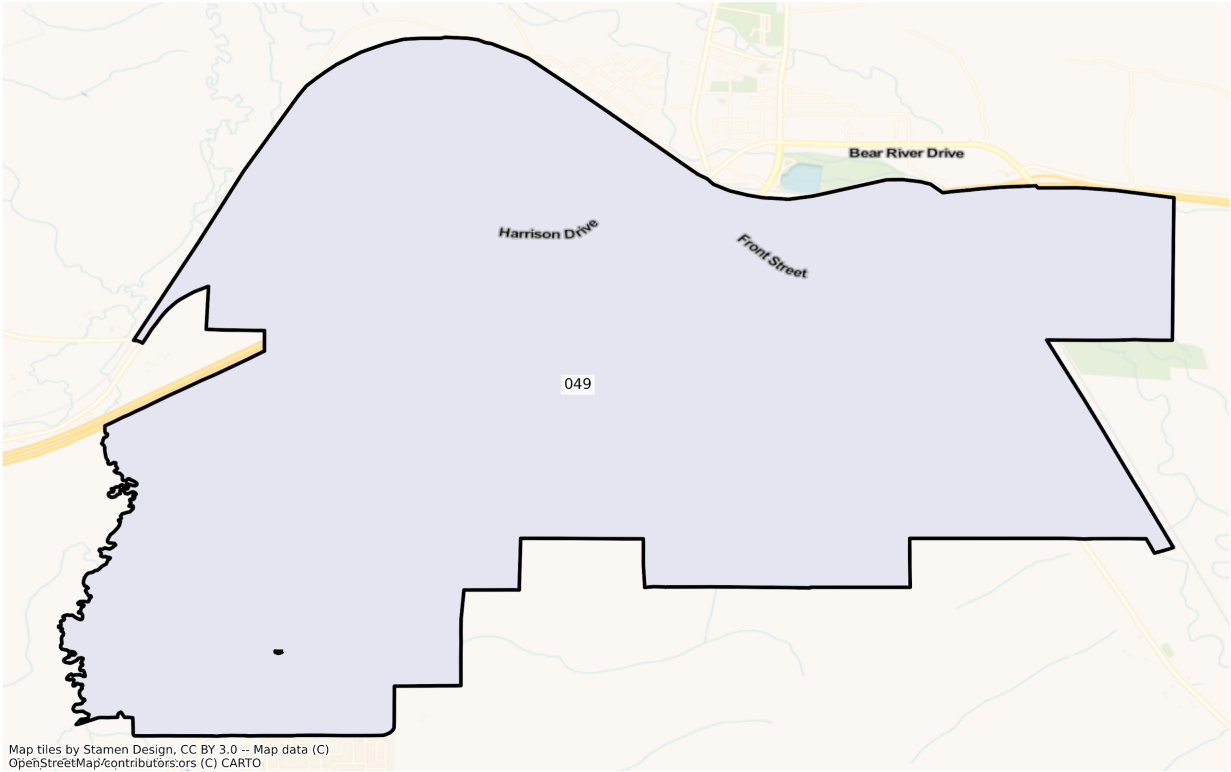 Bear River Drive
Harrison Drive
Front Street
049
Map tiles by Stamen Design, CC BY 3.0 -- Map data (C)
OpenStreetMap contributors.ors (C) CARTO